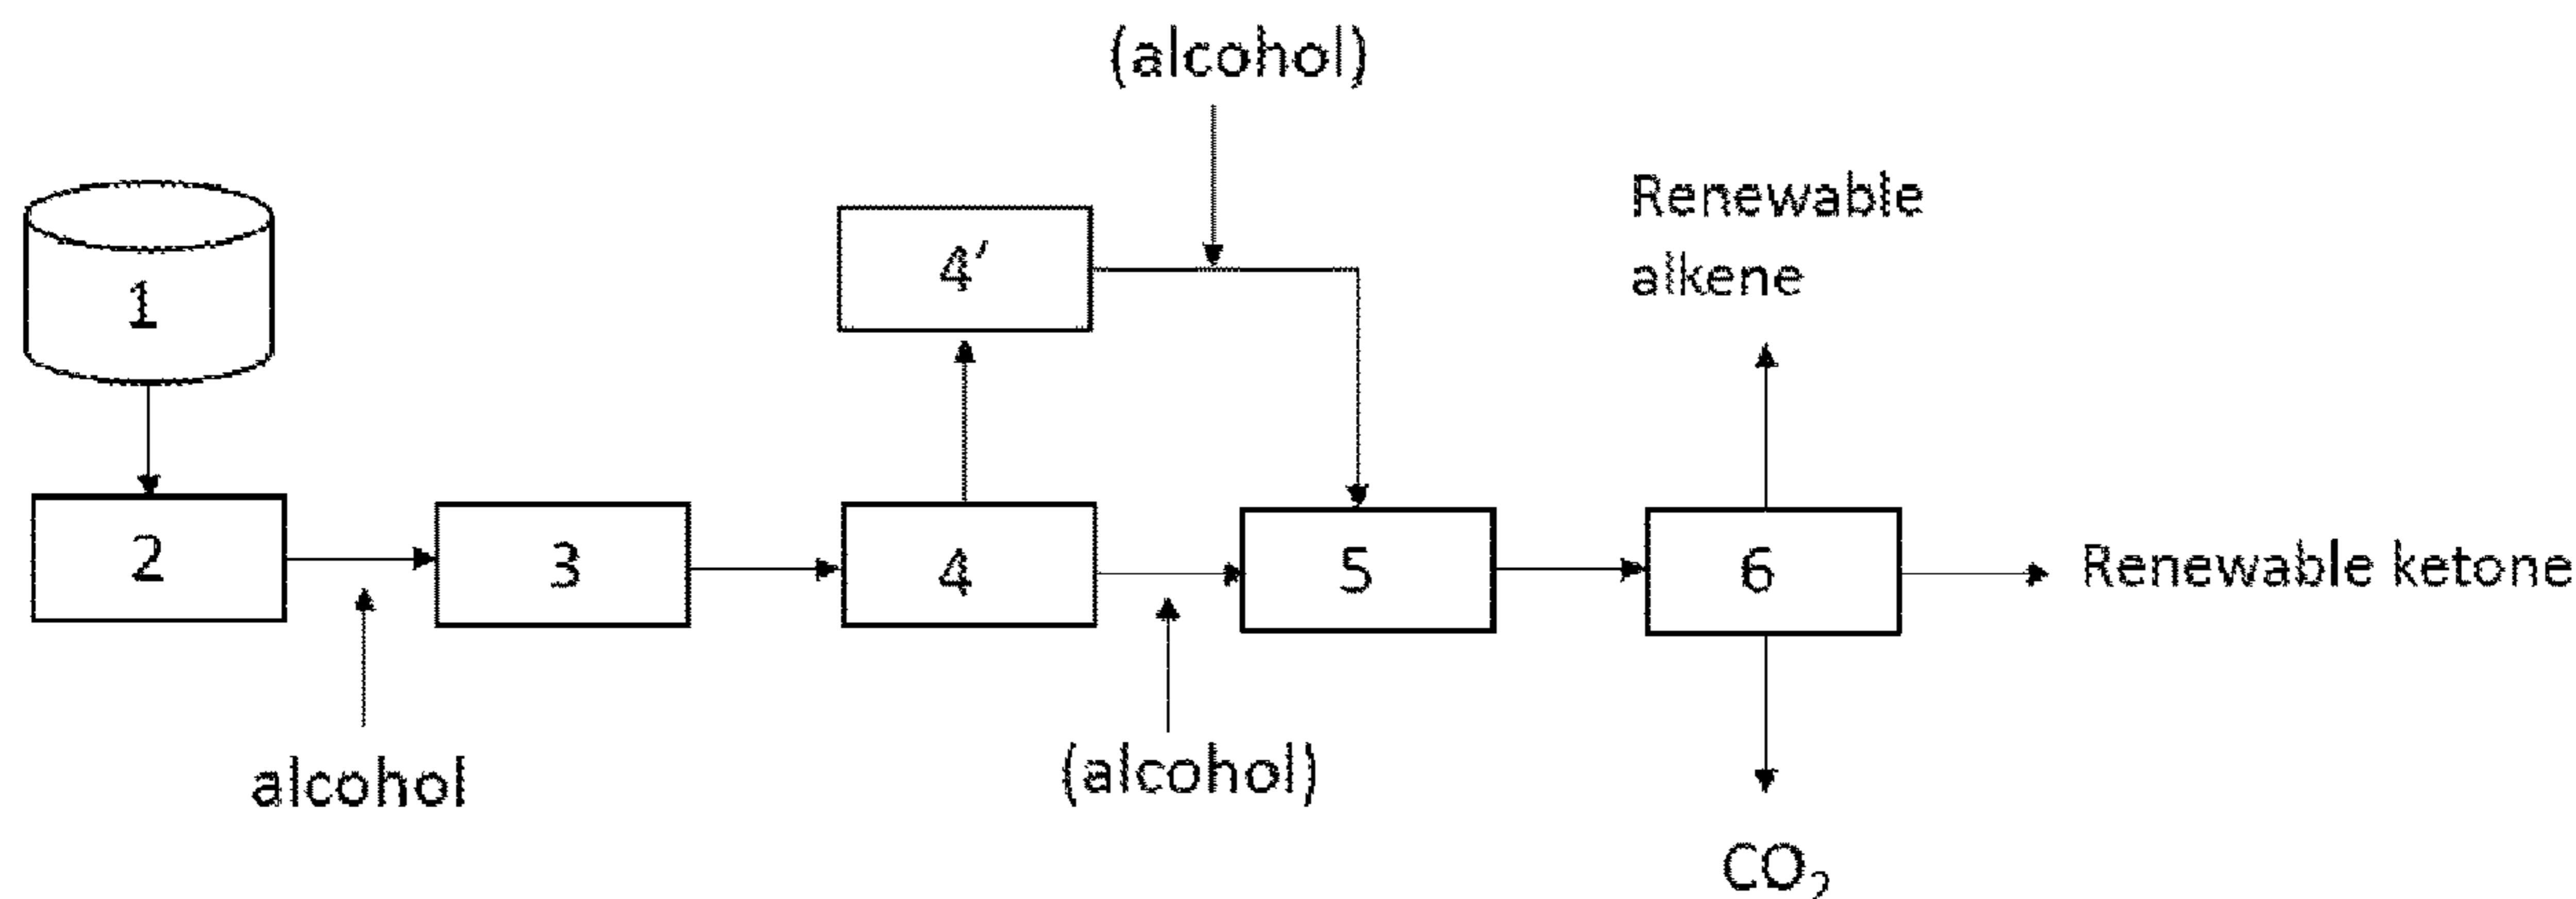 (alcohol)
Renewable
alkene
1
4′
2
3
4
5
6
Renewable ketone
alcohol
(alcohol)
CO₂